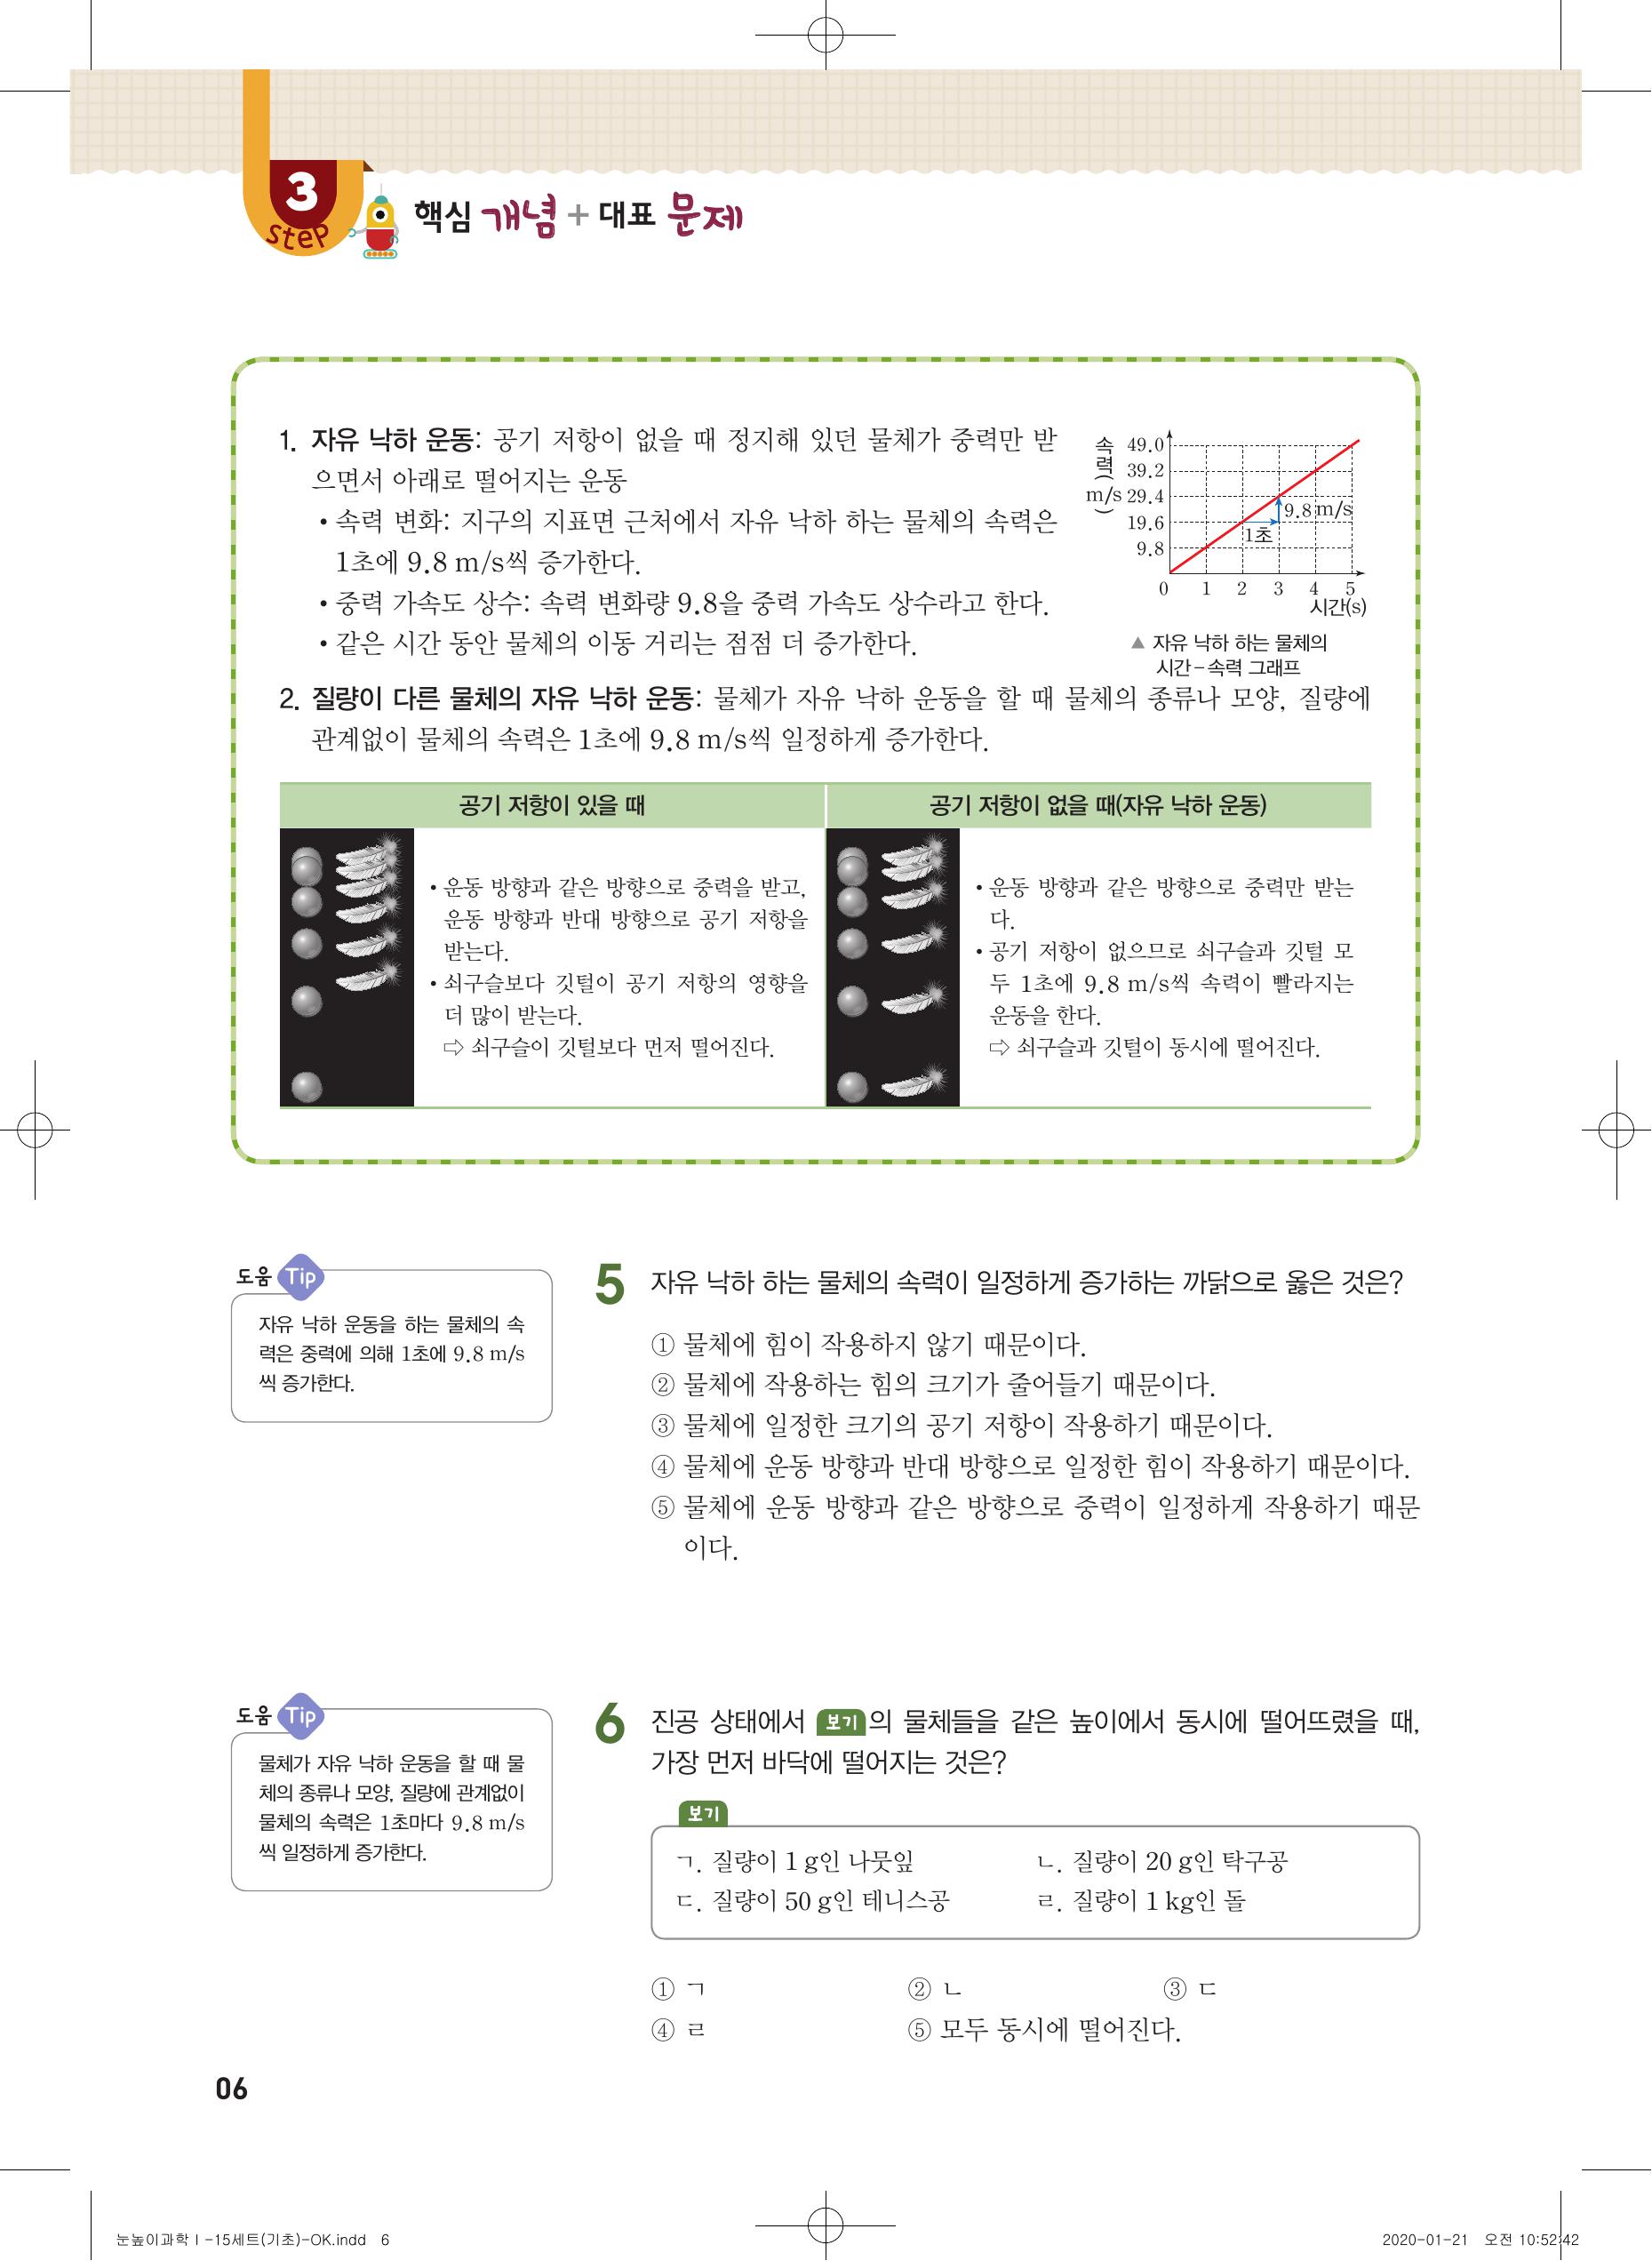 3
steP
핵심 개념 + 대표 문제
1. 자유 낙하 운동: 공기 저항이 없을 때 정지해 있던 물체가 중력만 받
으면서 아래로 떨어지는 운동
• 속력 변화: 지구의 지표면 근처에서 자유 낙하 하는 물체의 속력은
1초에 9.8 m/s씩 증가한다.
• 중력 가속도 상수: 속력 변화량 9.8을 중력 가속도 상수라고 한다.
• 같은 시간 동안 물체의 이동 거리는 점점 더 증가한다.
속력(m/s)
49.0
39.2
29.4
19.6
9.8
9.8 m/s
1초
0 1 2 3 4 5
시간(s)
▲ 자유 낙하 하는 물체의
시간-속력 그래프
2. 질량이 다른 물체의 자유 낙하 운동: 물체가 자유 낙하 운동을 할 때 물체의 종류나 모양, 질량에
관계없이 물체의 속력은 1초에 9.8 m/s씩 일정하게 증가한다.
공기 저항이 있을 때
• 운동 방향과 같은 방향으로 중력을 받고,
운동 방향과 반대 방향으로 공기 저항을
받는다.
• 쇠구슬보다 깃털이 공기 저항의 영향을
더 많이 받는다.
⇨ 쇠구슬이 깃털보다 먼저 떨어진다.
공기 저항이 없을 때(자유 낙하 운동)
• 운동 방향과 같은 방향으로 중력만 받는
다.
• 공기 저항이 없으므로 쇠구슬과 깃털 모
두 1초에 9.8 m/s씩 속력이 빨라지는
운동을 한다.
⇨ 쇠구슬과 깃털이 동시에 떨어진다.
도움 Tip
자유 낙하 운동을 하는 물체의 속
력은 중력에 의해 1초에 9.8 m/s
씩 증가한다.
5 자유 낙하 하는 물체의 속력이 일정하게 증가하는 까닭으로 옳은 것은?
① 물체에 힘이 작용하지 않기 때문이다.
② 물체에 작용하는 힘의 크기가 줄어들기 때문이다.
③ 물체에 일정한 크기의 공기 저항이 작용하기 때문이다.
④ 물체에 운동 방향과 반대 방향으로 일정한 힘이 작용하기 때문이다.
⑤ 물체에 운동 방향과 같은 방향으로 중력이 일정하게 작용하기 때문
이다.
도움 Tip
물체가 자유 낙하 운동을 할 때 물
체의 종류나 모양, 질량에 관계없이
물체의 속력은 1초마다 9.8 m/s
씩 일정하게 증가한다.
6 진공 상태에서 보기의 물체들을 같은 높이에서 동시에 떨어뜨렸을 때,
가장 먼저 바닥에 떨어지는 것은?
보기
ㄱ. 질량이 1 g인 나뭇잎 ㄴ. 질량이 20 g인 탁구공
ㄷ. 질량이 50 g인 테니스공 ㄹ. 질량이 1 kg인 돌
① ㄱ ② ㄴ ③ ㄷ
④ ㄹ ⑤ 모두 동시에 떨어진다.
06
눈높이과학Ⅰ-15세트(기초)-OK.indd 6
2020-01-21 오전 10:52:42